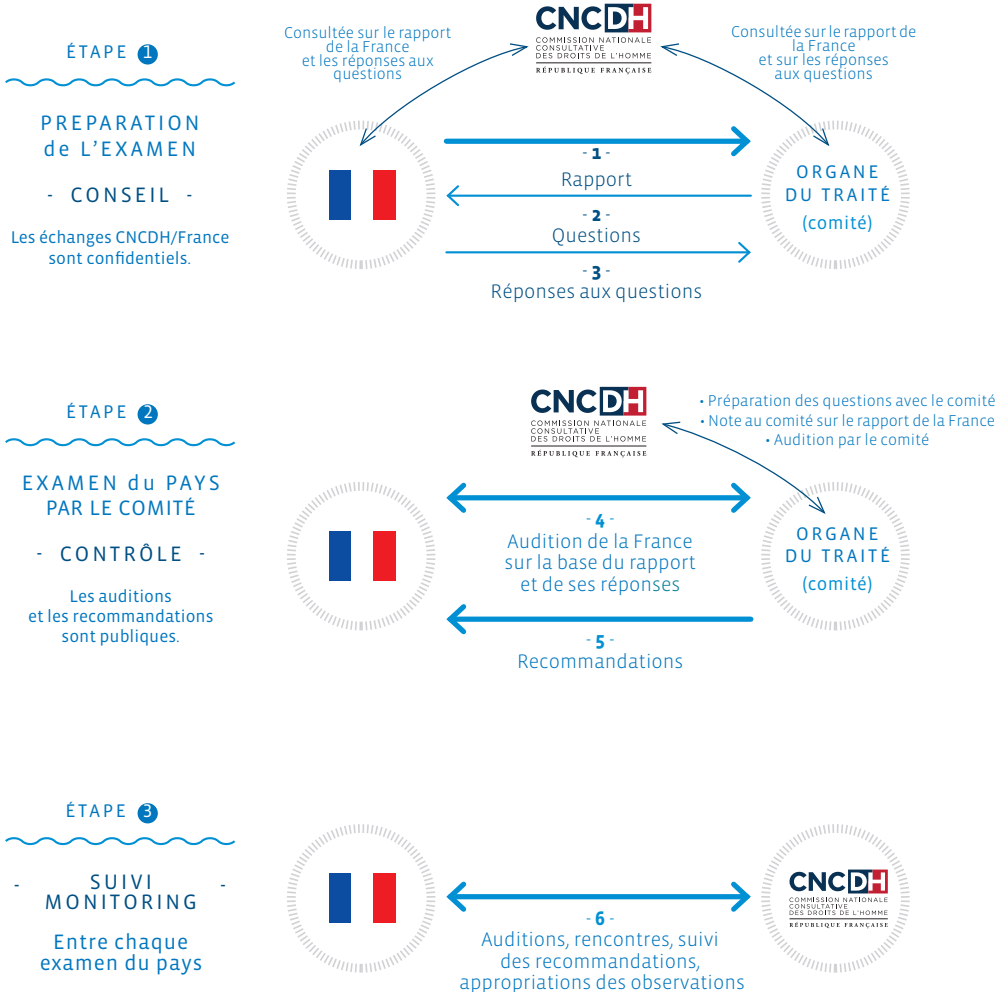 ÉTAPE 1
PREPARATION
de L'EXAMEN
- CONSEIL -
Les échanges CNCDH/France
sont confidentiels.
Consultée sur le rapport
de la France
et les réponses aux
questions
CNCDH
COMMISSION NATIONALE
CONSULTATIVE
DES DROITS DE L'HOMME
RÉPUBLIQUE FRANÇAISE
Consultée sur le rapport de
la France
et sur les réponses
aux questions
- 1 -
Rapport
- 2 -
Questions
- 3 -
Réponses aux questions
ORGANE
DU TRAITÉ
(comité)
ÉTAPE 2
EXAMEN du PAYS
PAR LE COMITÉ
- CONTRÔLE -
Les auditions
et les recommandations
sont publiques.
CNCDH
COMMISSION NATIONALE
CONSULTATIVE
DES DROITS DE L'HOMME
RÉPUBLIQUE FRANÇAISE
• Préparation des questions avec le comité
• Note au comité sur le rapport de la France
• Audition par le comité
- 4 -
Audition de la France
sur la base du rapport
et de ses réponses
- 5 -
Recommandations
ORGANE
DU TRAITÉ
(comité)
ÉTAPE 3
- SUIVI -
MONITORING
Entre chaque
examen du pays
- 6 -
Auditions, rencontres, suivi
des recommandations,
appropriations des observations
CNCDH
COMMISSION NATIONALE
CONSULTATIVE
DES DROITS DE L'HOMME
RÉPUBLIQUE FRANÇAISE